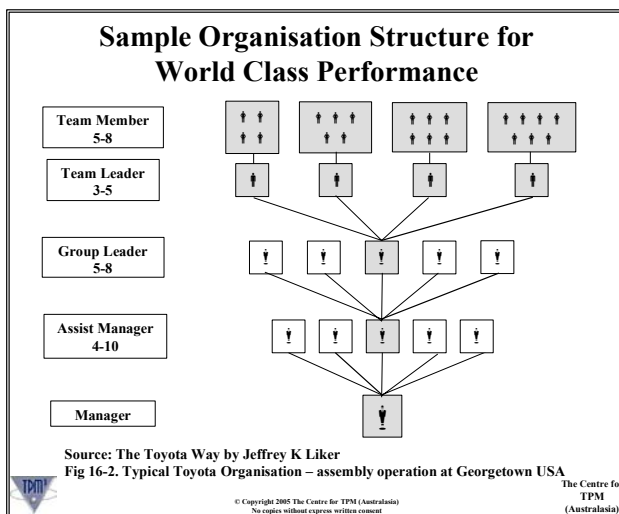 Sample Organisation Structure for
World Class Performance
Team Member
5-8
Team Leader
3-5
Group Leader
5-8
Assist Manager
4-10
Manager
Source: The Toyota Way by Jeffrey K Liker
Fig 16-2. Typical Toyota Organisation – assembly operation at Georgetown USA
TPM³
© Copyright 2005 The Centre for TPM (Australasia)
No copies without express written consent
The Centre fo
TPM
(Australasia)